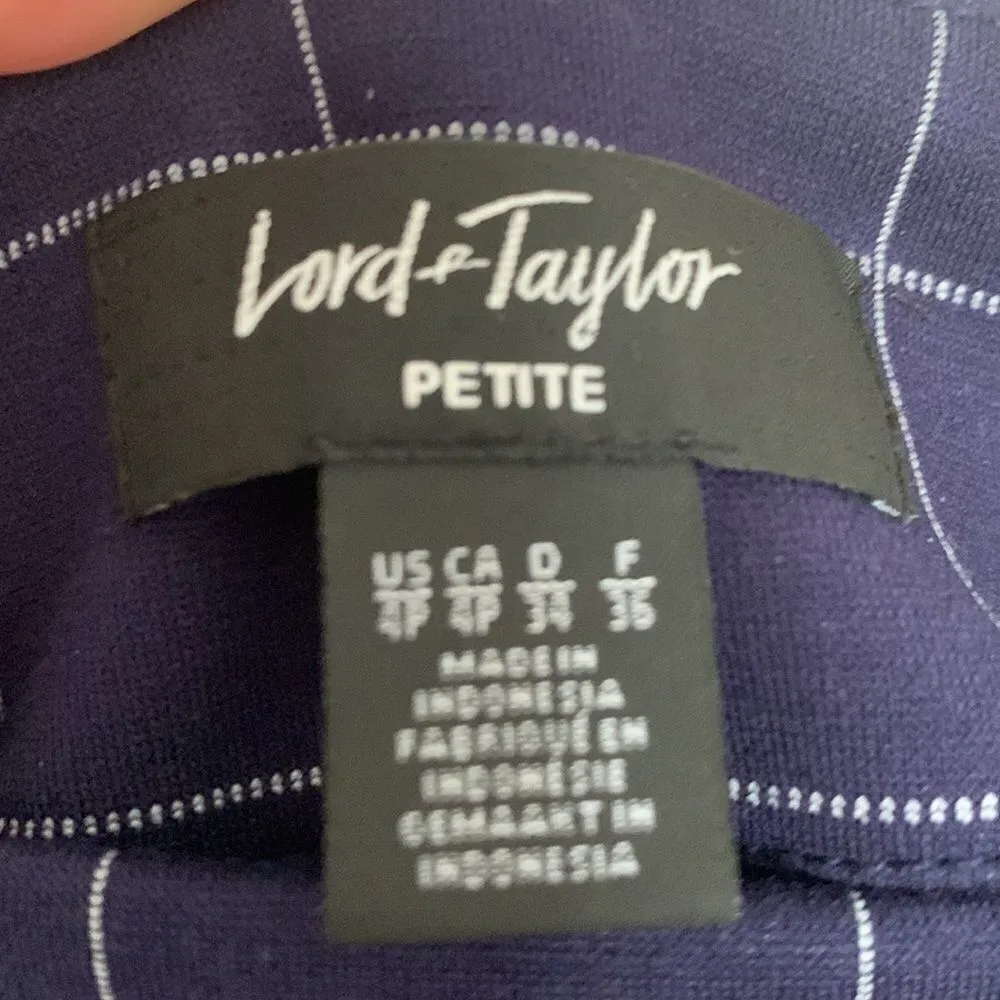 Lord & Taylor
PETITE
US CA D F
4P 4P 34 36
MADE IN
INDONESIA
FABRIQUÉ EN
INDONÉSIE
GEMAAKT IN
INDONESIA